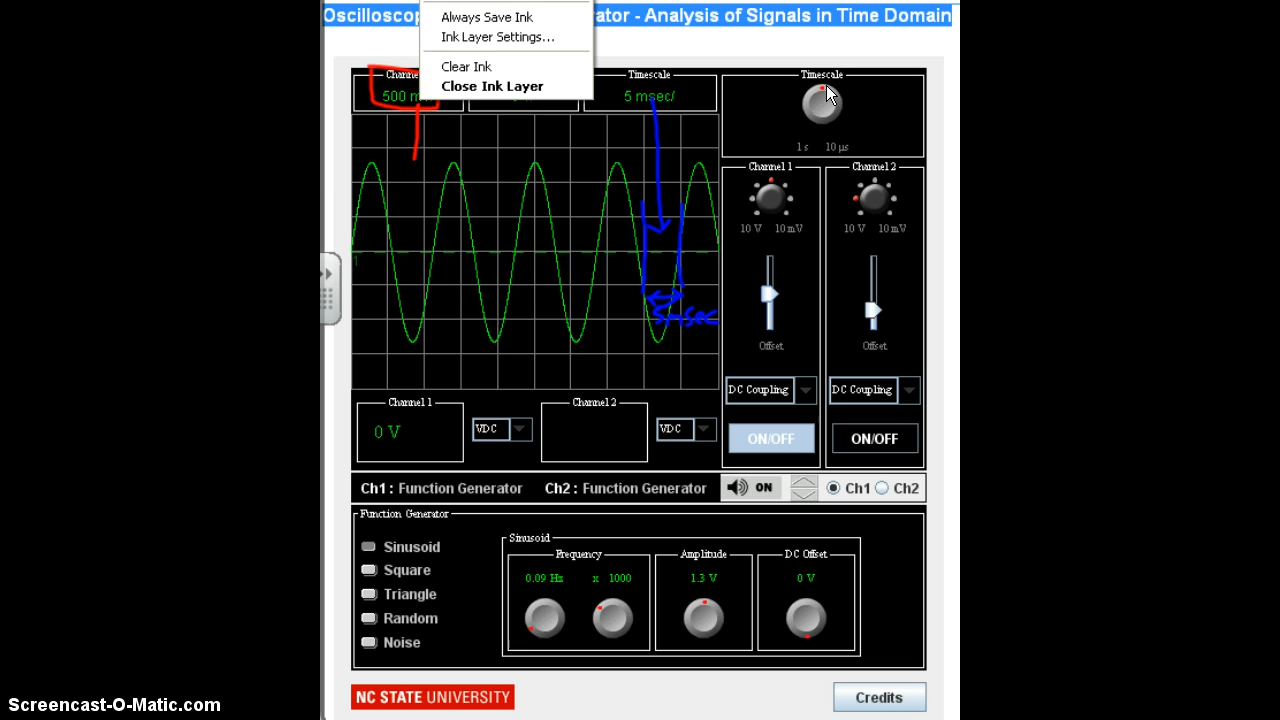 Always Save Ink
Ink Layer Settings...
Clear Ink
Close Ink Layer
ator - Analysis of Signals in Time Domain
Timescale
5 msec/
Timescale
1 s 10 µs
500
5msec
Channel 1
10 V 10 mV
Offset
DC Coupling
ON/OFF
Channel 2
10 V 10 mV
Offset
DC Coupling
ON/OFF
Channel 1
0 V
VDC
Channel 2
VDC
Ch1 : Function Generator
Ch2 : Function Generator
ON
Ch1 Ch2
Function Generator
Sinusoid
Square
Triangle
Random
Noise
Sinusoid
Frequency
0.09 Hz x 1000
Amplitude
1.3 V
DC Offset
0 V
NC STATE UNIVERSITY
Credits
Screencast-O-Matic.com